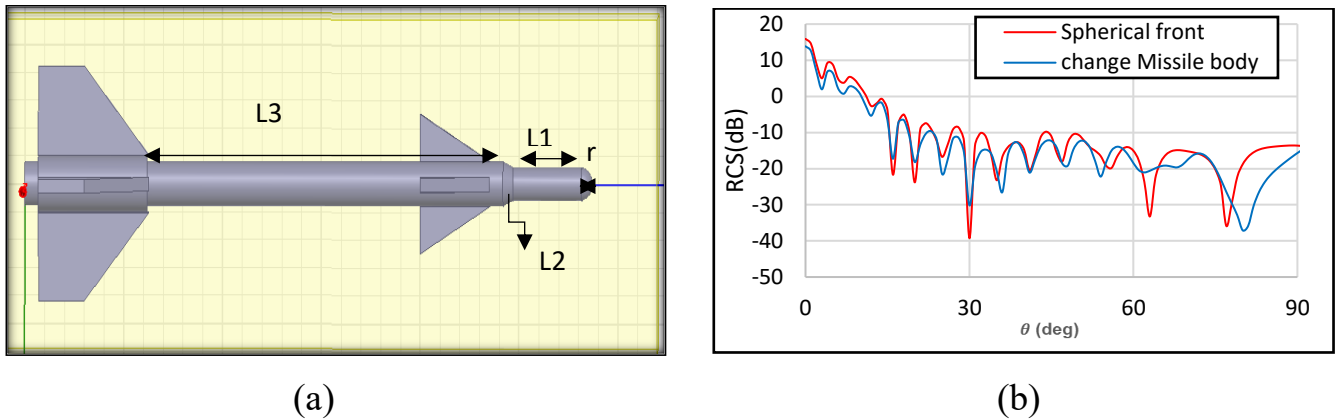 L3
L1
r
L2
(a)
Spherical front
change Missile body
RCS(dB)
20
10
0
-10
-20
-30
-40
-50
0
30
60
90
θ (deg)
(b)